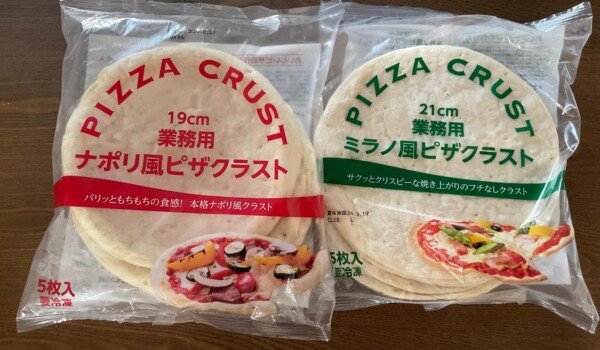 PIZZA CRUST
19cm
業務用
ナポリ風ピザクラスト
パリッともちもちの食感! 本格ナポリ風クラスト
5枚入
要冷凍
PIZZA CRUST
21cm
業務用
ミラノ風ピザクラスト
サクッとクリスピーな焼き上がりのフチなしクラスト
5枚入
要冷凍